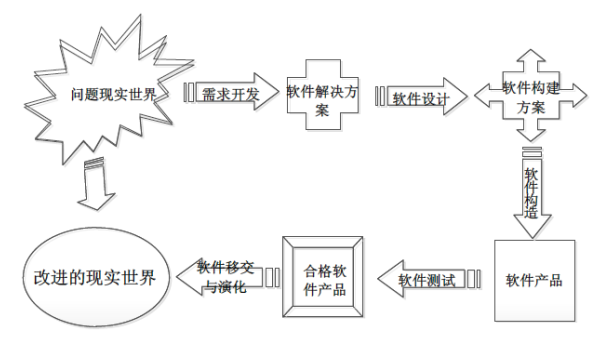 问题现实世界
需求开发
软件解决方
案
软件设计
软件构建
方案
软件构造
软件产品
软件测试
合格软
件产品
软件移交
与演化
改进的现实世界